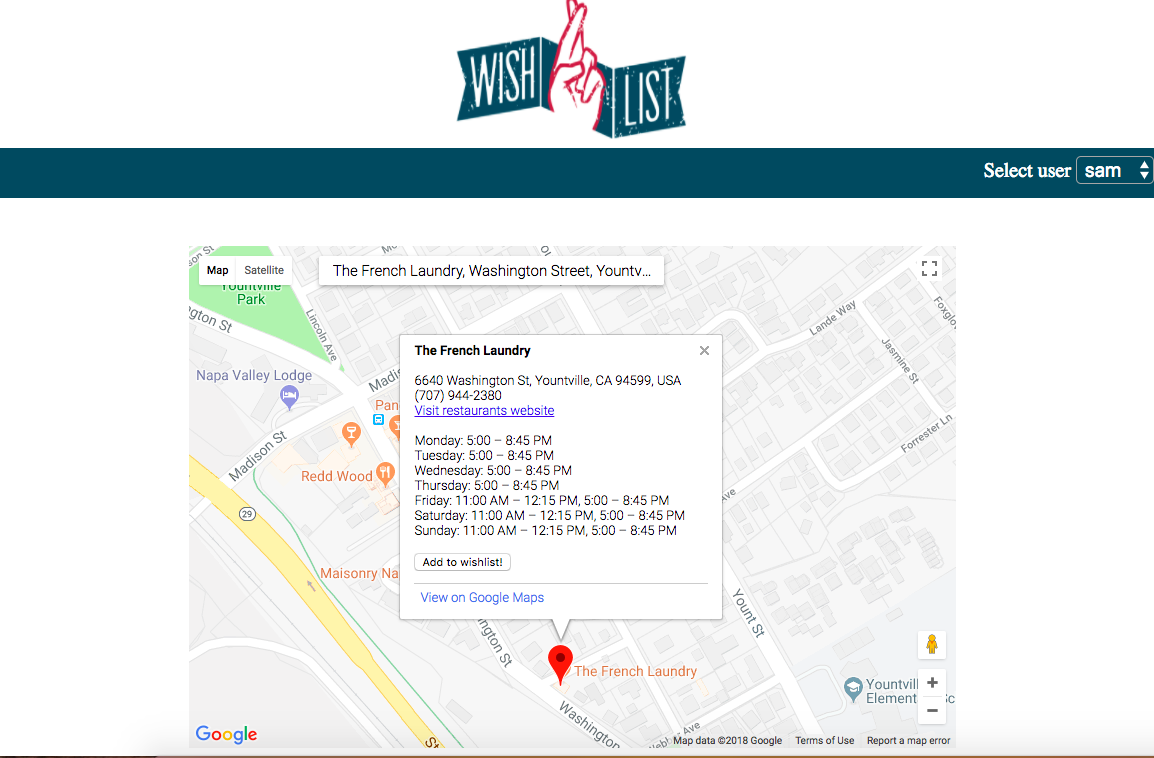 WISH LIST
Select user sam
Map Satellite
The French Laundry, Washington Street, Yountv...
Yountville
Park
Lincoln Ave
Lande Way
Jasmine St
Forrester Ln
Napa Valley Lodge
Madison St
Redd Wood
29
The French Laundry
6640 Washington St, Yountville, CA 94599, USA
(707) 944-2380
Visit restaurants website
Monday: 5:00 – 8:45 PM
Tuesday: 5:00 – 8:45 PM
Wednesday: 5:00 – 8:45 PM
Thursday: 5:00 – 8:45 PM
Friday: 11:00 AM – 12:15 PM, 5:00 – 8:45 PM
Saturday: 11:00 AM – 12:15 PM, 5:00 – 8:45 PM
Sunday: 11:00 AM – 12:15 PM, 5:00 – 8:45 PM
Add to wishlist!
View on Google Maps
Maisonry Na
ington St
Yount St
The French Laundry
Washington
Yountvill
Element
Google
Map data ©2018 Google Terms of Use Report a map error